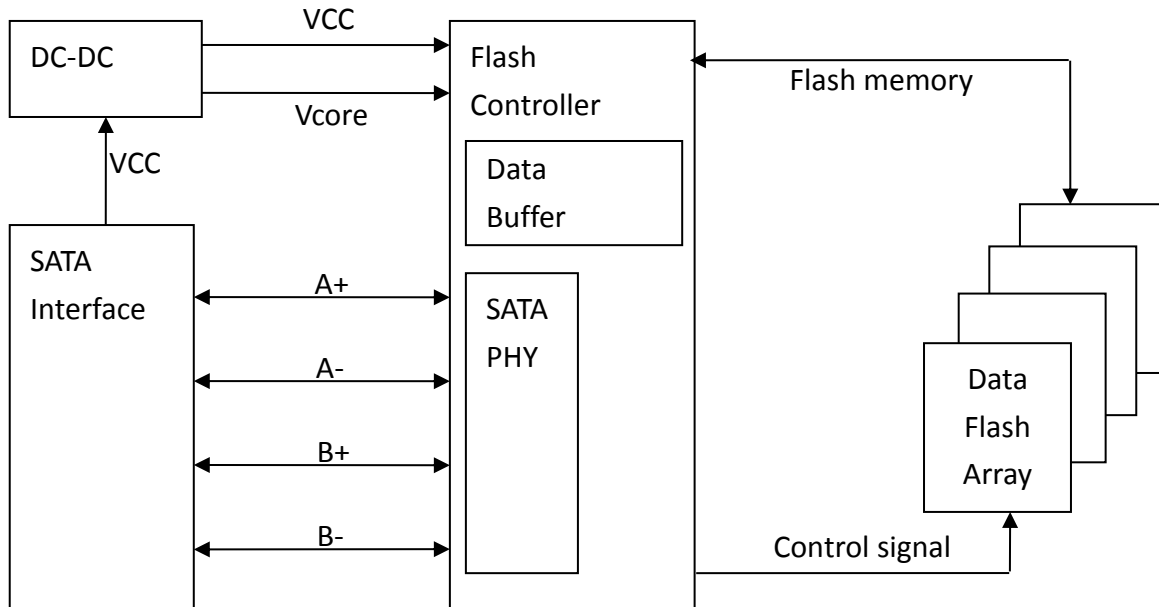 DC-DC
VCC
Vcore
VCC
SATA
Interface
A+
A-
B+
B-
Flash
Controller
Data
Buffer
SATA
PHY
Flash memory
Data
Flash
Array
Control signal